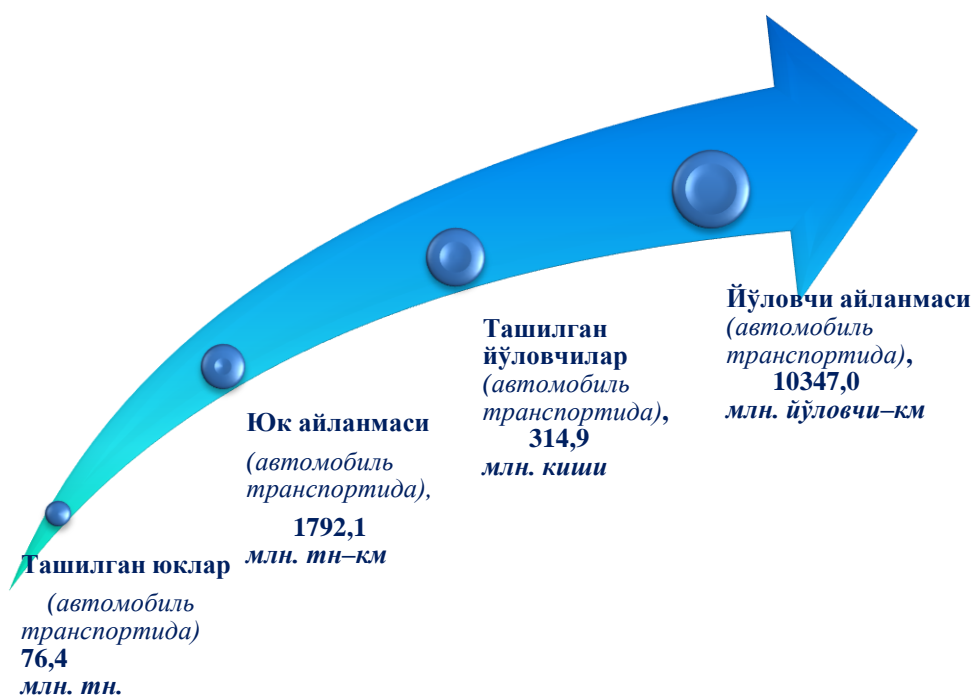 Ташилган юклар
(автомобиль
транспортида)
76,4
млн. тн.
Юк айланмаси
(автомобиль
транспортида),
1792,1
млн. тн–км
Ташилган
йўловчилар
(автомобиль
транспортида),
314,9
млн. киши
Йўловчи айланмаси
(автомобиль
транспортида),
10347,0
млн. йўловчи–км